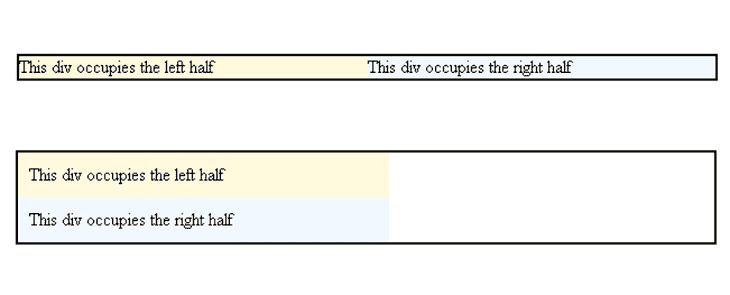 This div occupies the left half This div occupies the right half
This div occupies the left half
This div occupies the right half